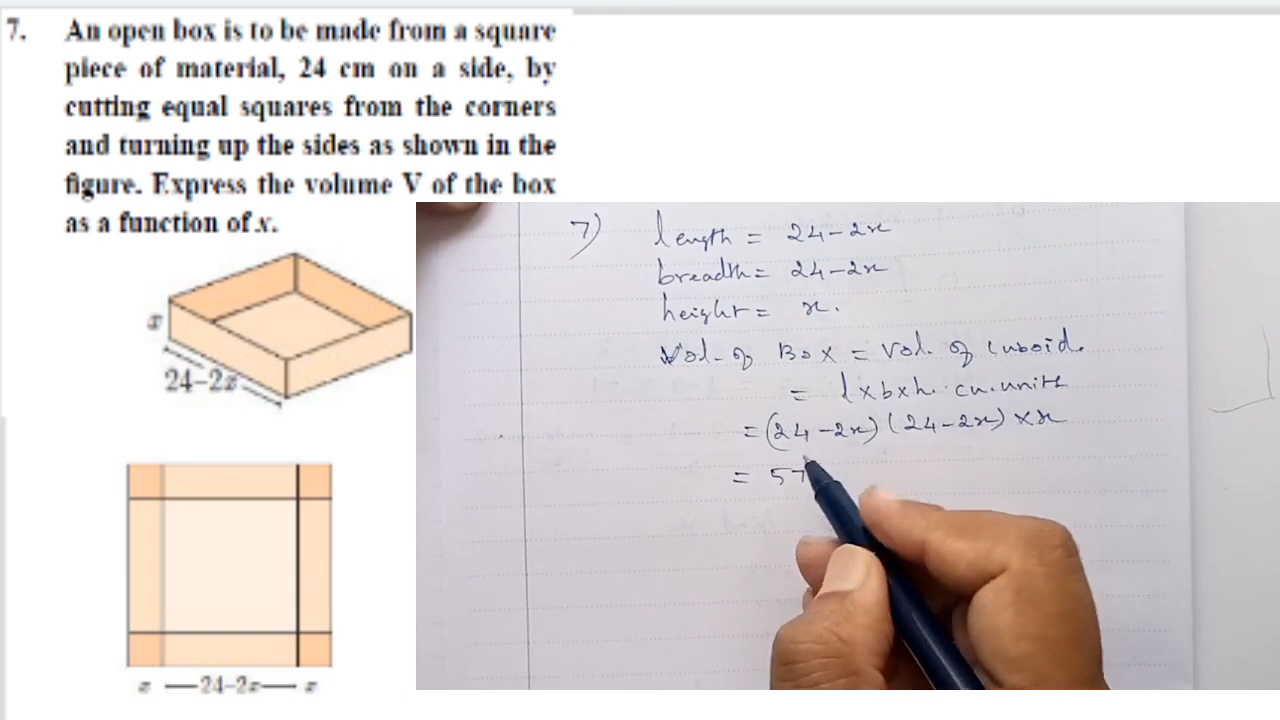 7. An open box is to be made from a square
piece of material, 24 cm on a side, by
cutting equal squares from the corners
and turning up the sides as shown in the
figure. Express the volume V of the box
as a function of x.
x
24–2x
x 24–2x x
7) length = 24-2x
breadth = 24-2x
height = x.
Vol. of Box = Vol. of cuboid.
= l×b×h. cu.units
= (24-2x) (24-2x) × x
= 57